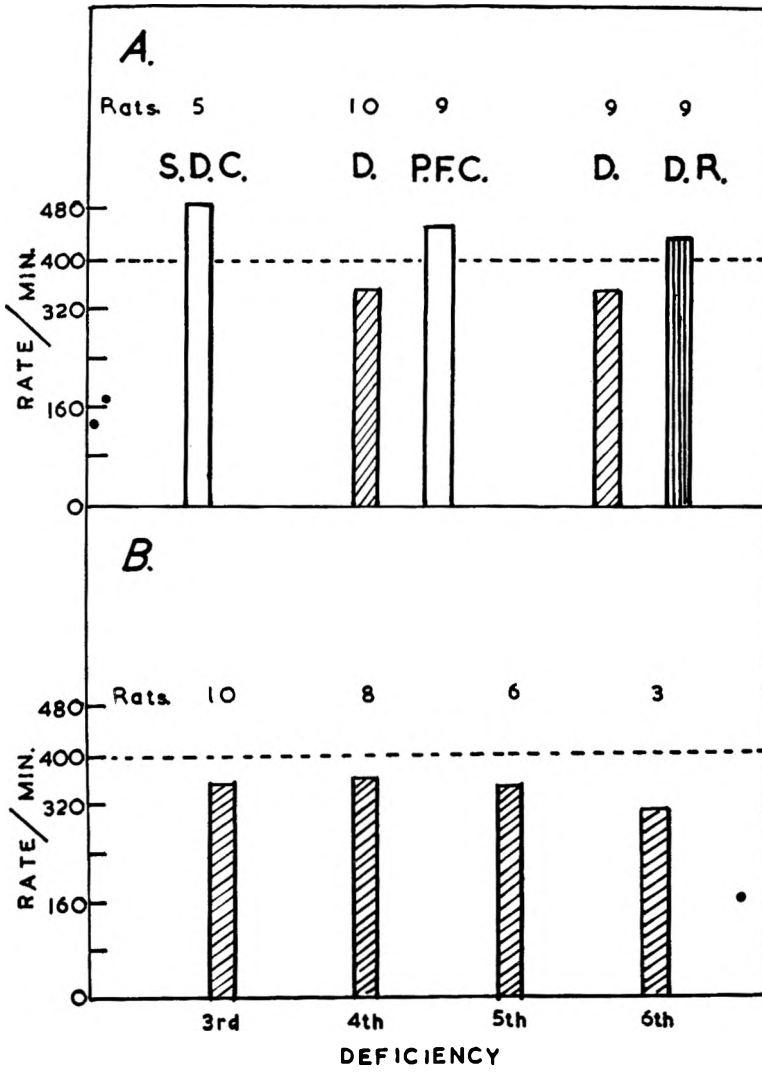 A.
Rats. 5 10 9 9 9
S.D.C. D. P.F.C. D. D.R.
480
400
320
160
0
RATE/MIN.
B.
Rats. 10 8 6 3
480
400
320
160
0
RATE/MIN.
3rd 4th 5th 6th
DEFICIENCY